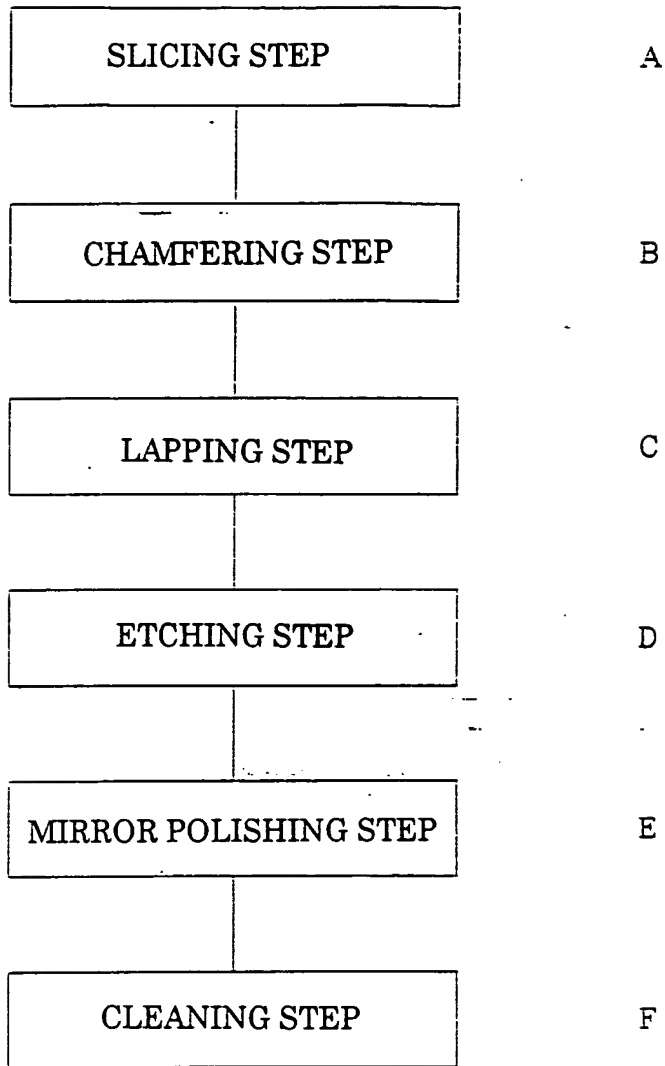 SLICING STEP A
CHAMFERING STEP B
LAPPING STEP C
ETCHING STEP D
MIRROR POLISHING STEP E
CLEANING STEP F